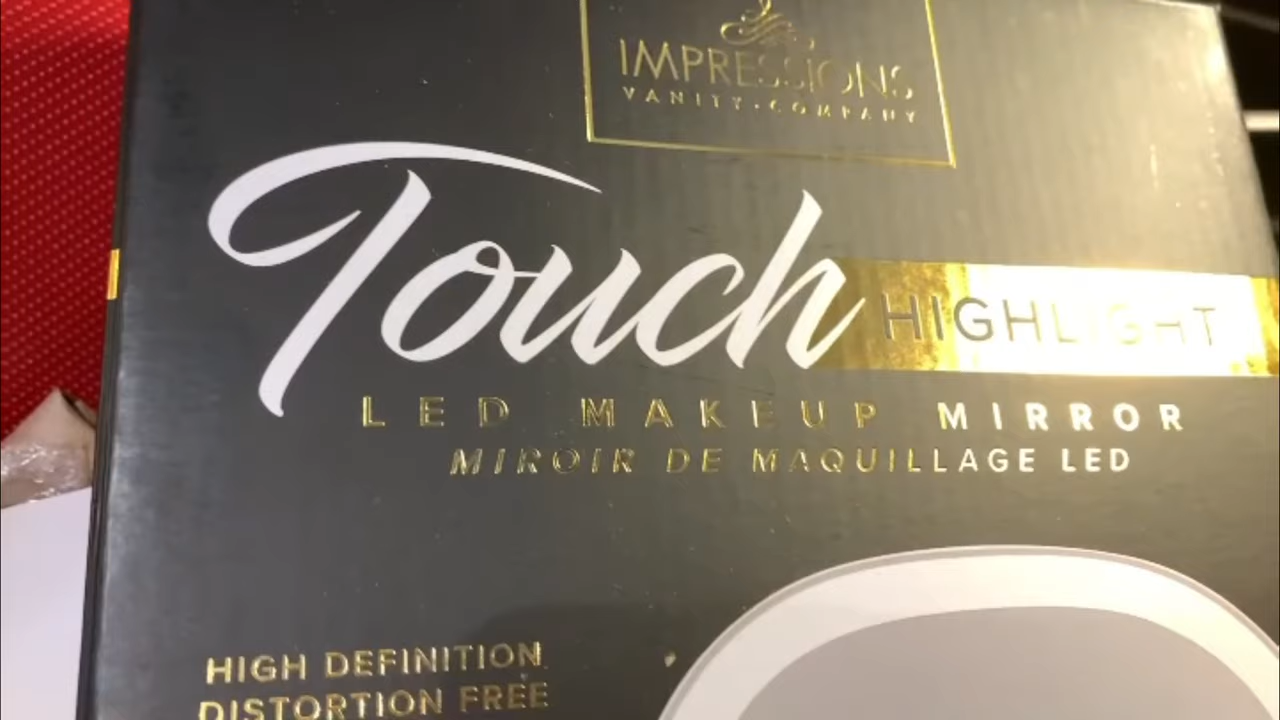 IMPRESSIONS
VANITY · COMPANY
Touch HIGHLIGHT
LED MAKEUP MIRROR
MIROIR DE MAQUILLAGE LED
HIGH DEFINITION
DISTORTION FREE